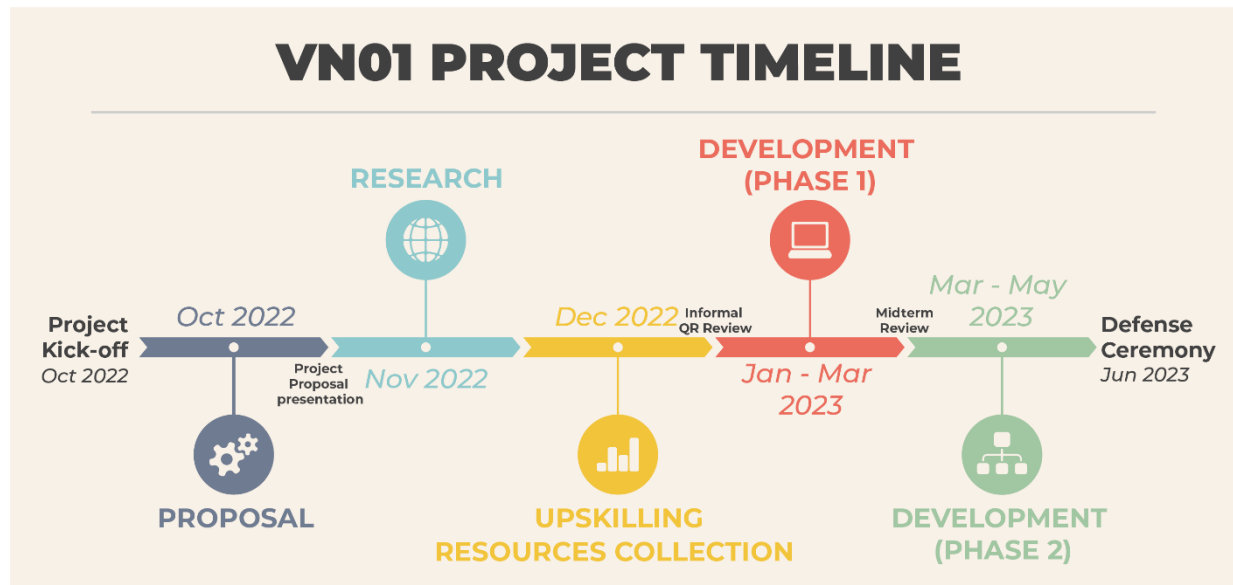 VN01 PROJECT TIMELINE
Project
Kick-off
Oct 2022
Oct 2022
PROPOSAL
Project
Proposal
presentation
RESEARCH
Nov 2022
Dec 2022
UPSKILLING
RESOURCES COLLECTION
Informal
QR Review
DEVELOPMENT
(PHASE 1)
Jan - Mar
2023
Midterm
Review
Mar - May
2023
DEVELOPMENT
(PHASE 2)
Defense
Ceremony
Jun 2023